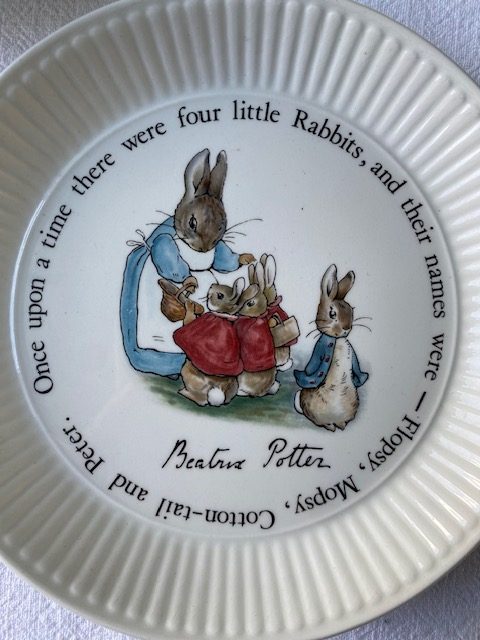 Once upon a time there were four little Rabbits, and their names were — Flopsy, Mopsy, Cotton-tail and Peter.
Beatrix Potter